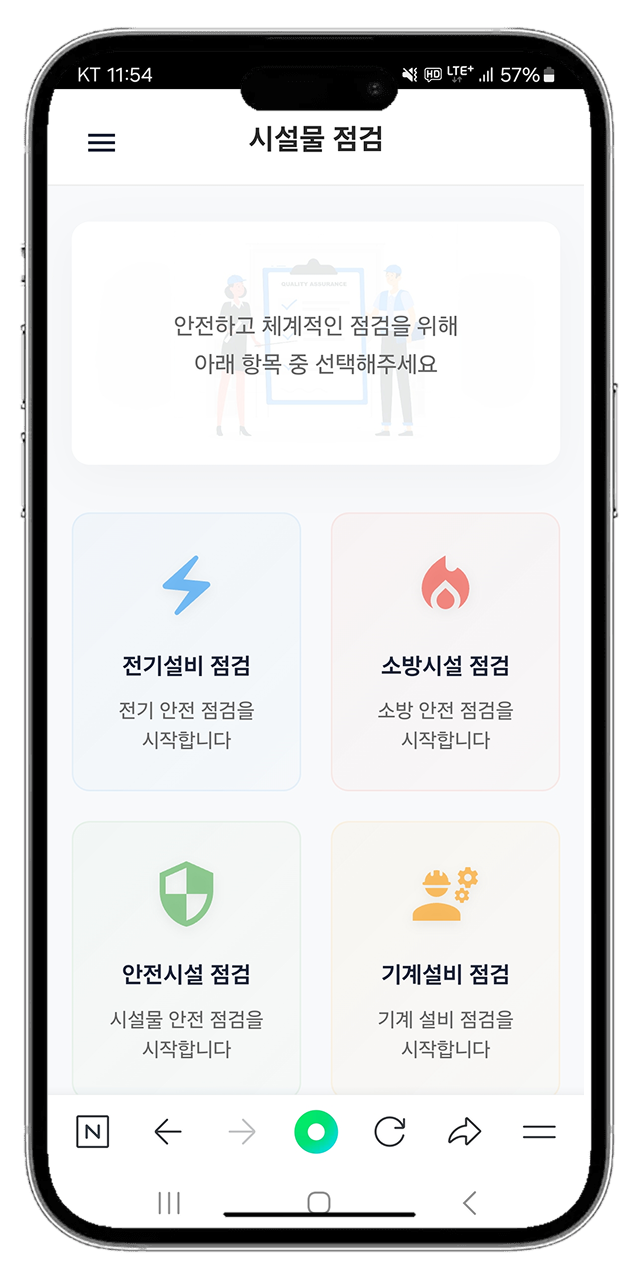 KT 11:54
HD LTE+ 57%
시설물 점검
QUALITY ASSURANCE
안전하고 체계적인 점검을 위해
아래 항목 중 선택해주세요
전기설비 점검
전기 안전 점검을
시작합니다
소방시설 점검
소방 안전 점검을
시작합니다
안전시설 점검
시설물 안전 점검을
시작합니다
기계설비 점검
기계 설비 점검을
시작합니다
N